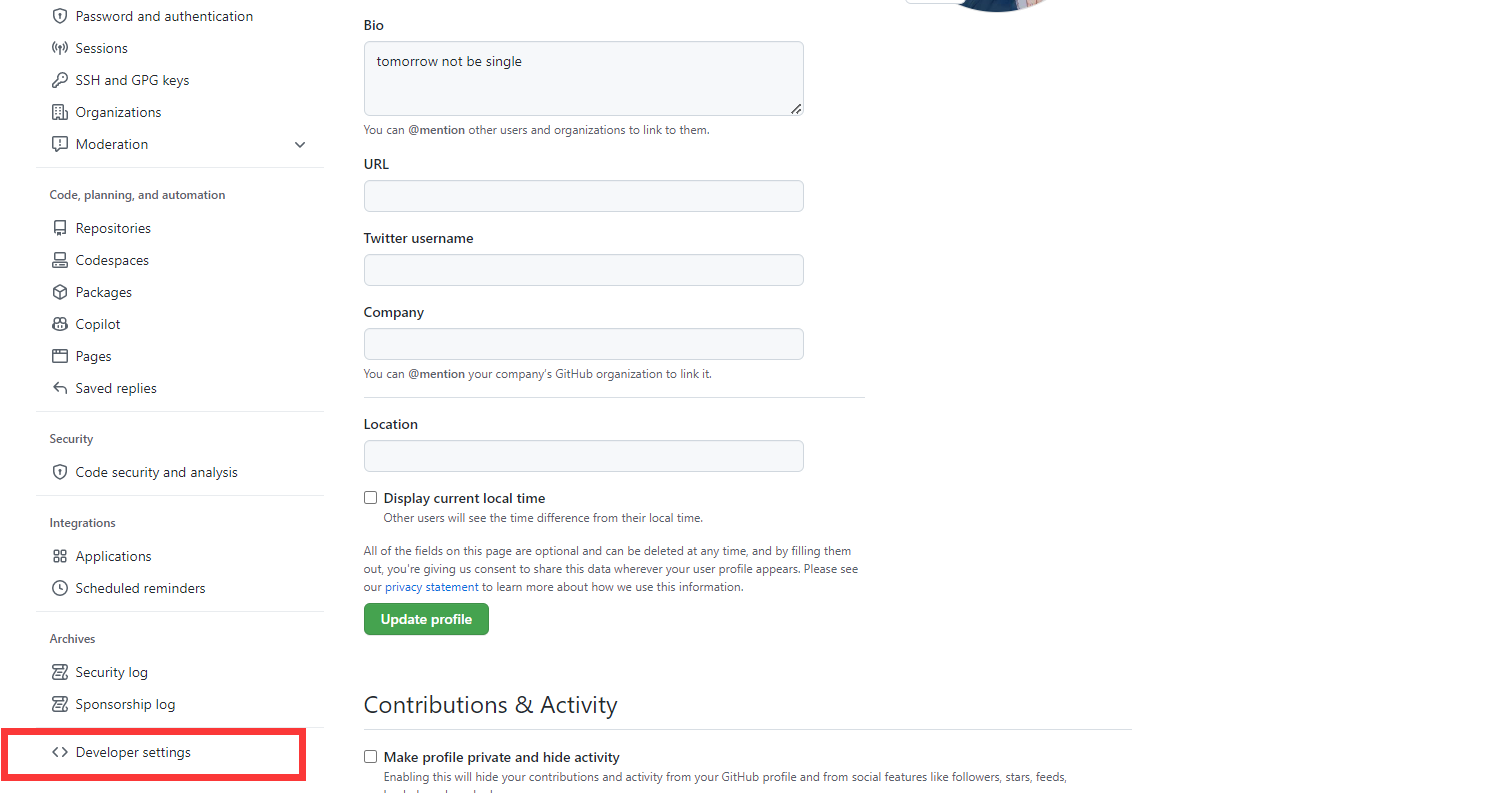 Password and authentication
Sessions
SSH and GPG keys
Organizations
Moderation
Code, planning, and automation
Repositories
Codespaces
Packages
Copilot
Pages
Saved replies
Security
Code security and analysis
Integrations
Applications
Scheduled reminders
Archives
Security log
Sponsorship log
Developer settings
Bio
tomorrow not be single
You can @mention other users and organizations to link to them.
URL
Twitter username
Company
You can @mention your company's GitHub organization to link it.
Location
Display current local time
Other users will see the time difference from their local time.
All of the fields on this page are optional and can be deleted at any time, and by filling them
out, you're giving us consent to share this data wherever your user profile appears. Please see
our privacy statement to learn more about how we use this information.
Update profile
Contributions & Activity
Make profile private and hide activity
Enabling this will hide your contributions and activity from your GitHub profile and from social features like followers, stars, feeds,